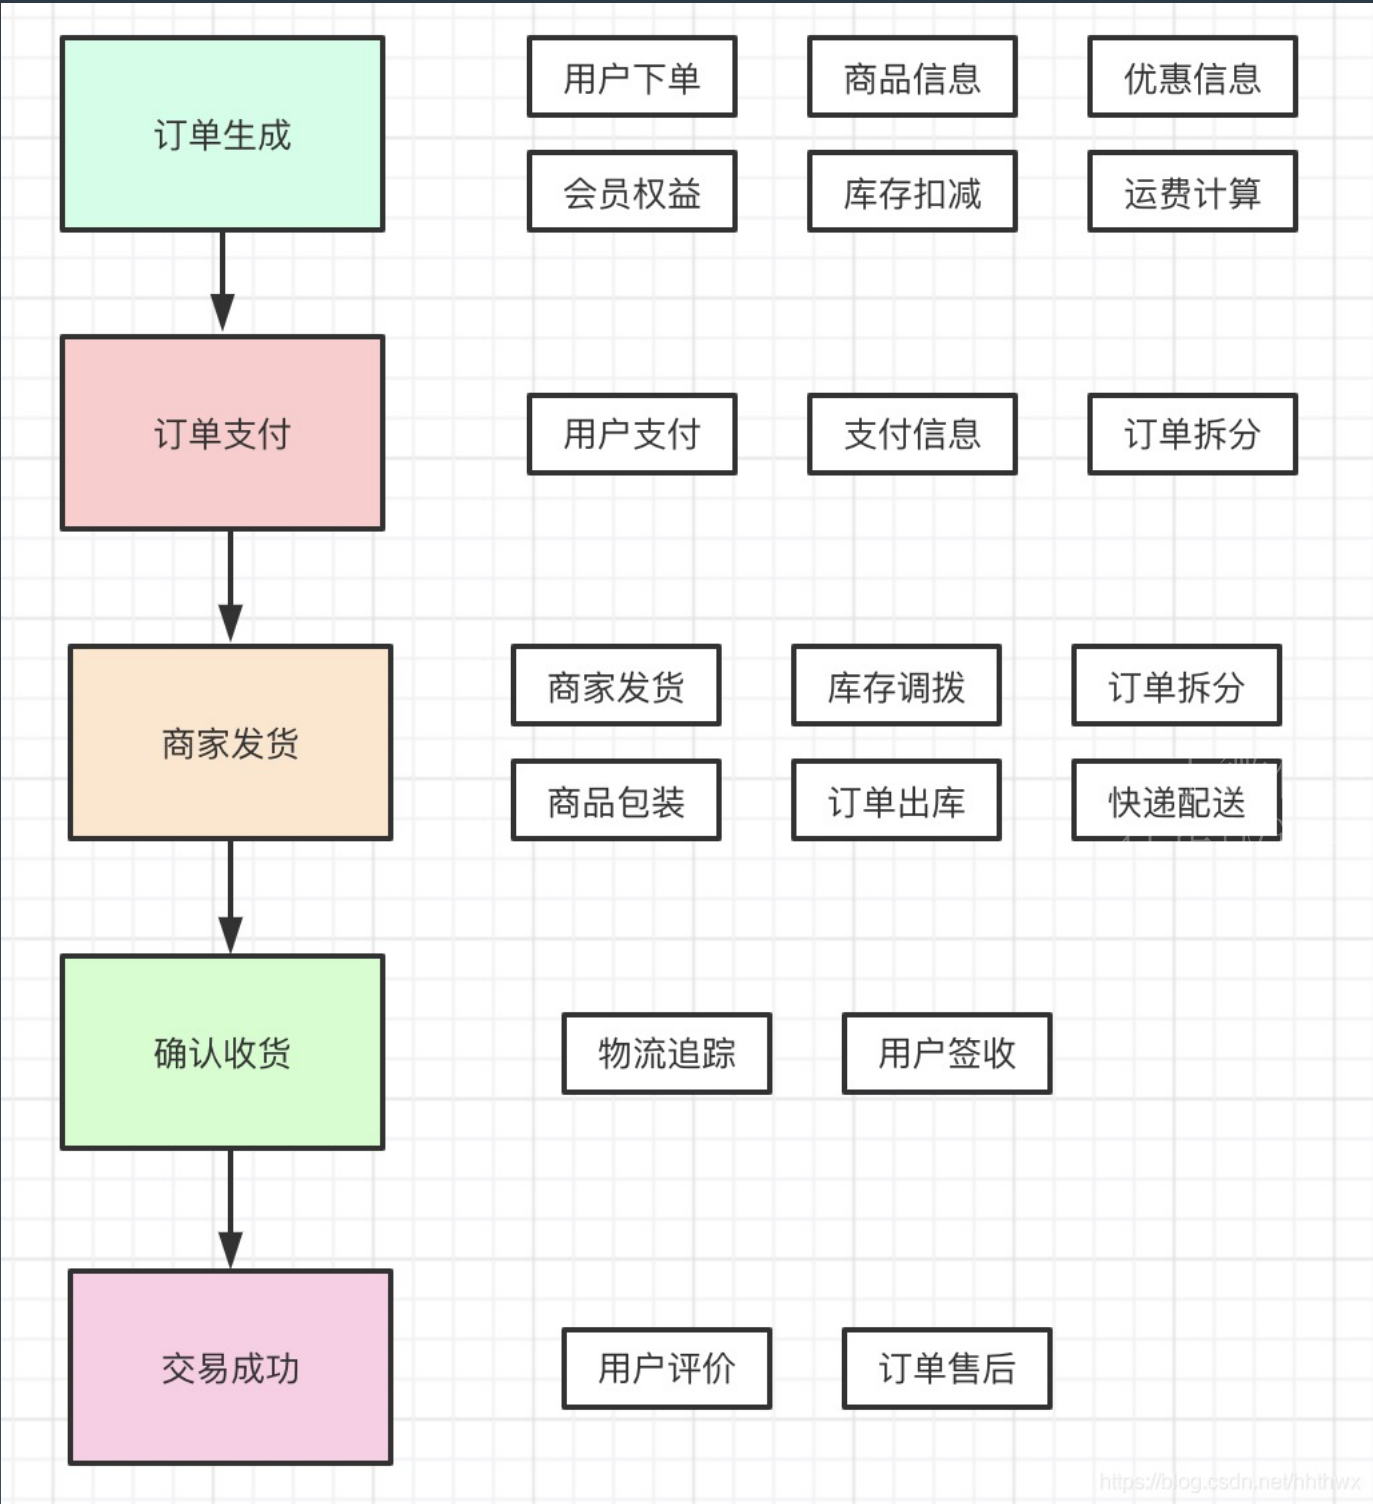 订单生成
用户下单
商品信息
优惠信息
会员权益
库存扣减
运费计算
订单支付
用户支付
支付信息
订单拆分
商家发货
商家发货
库存调拨
订单拆分
商品包装
订单出库
快递配送
确认收货
物流追踪
用户签收
交易成功
用户评价
订单售后
https://blog.csdn.net/hhthwx